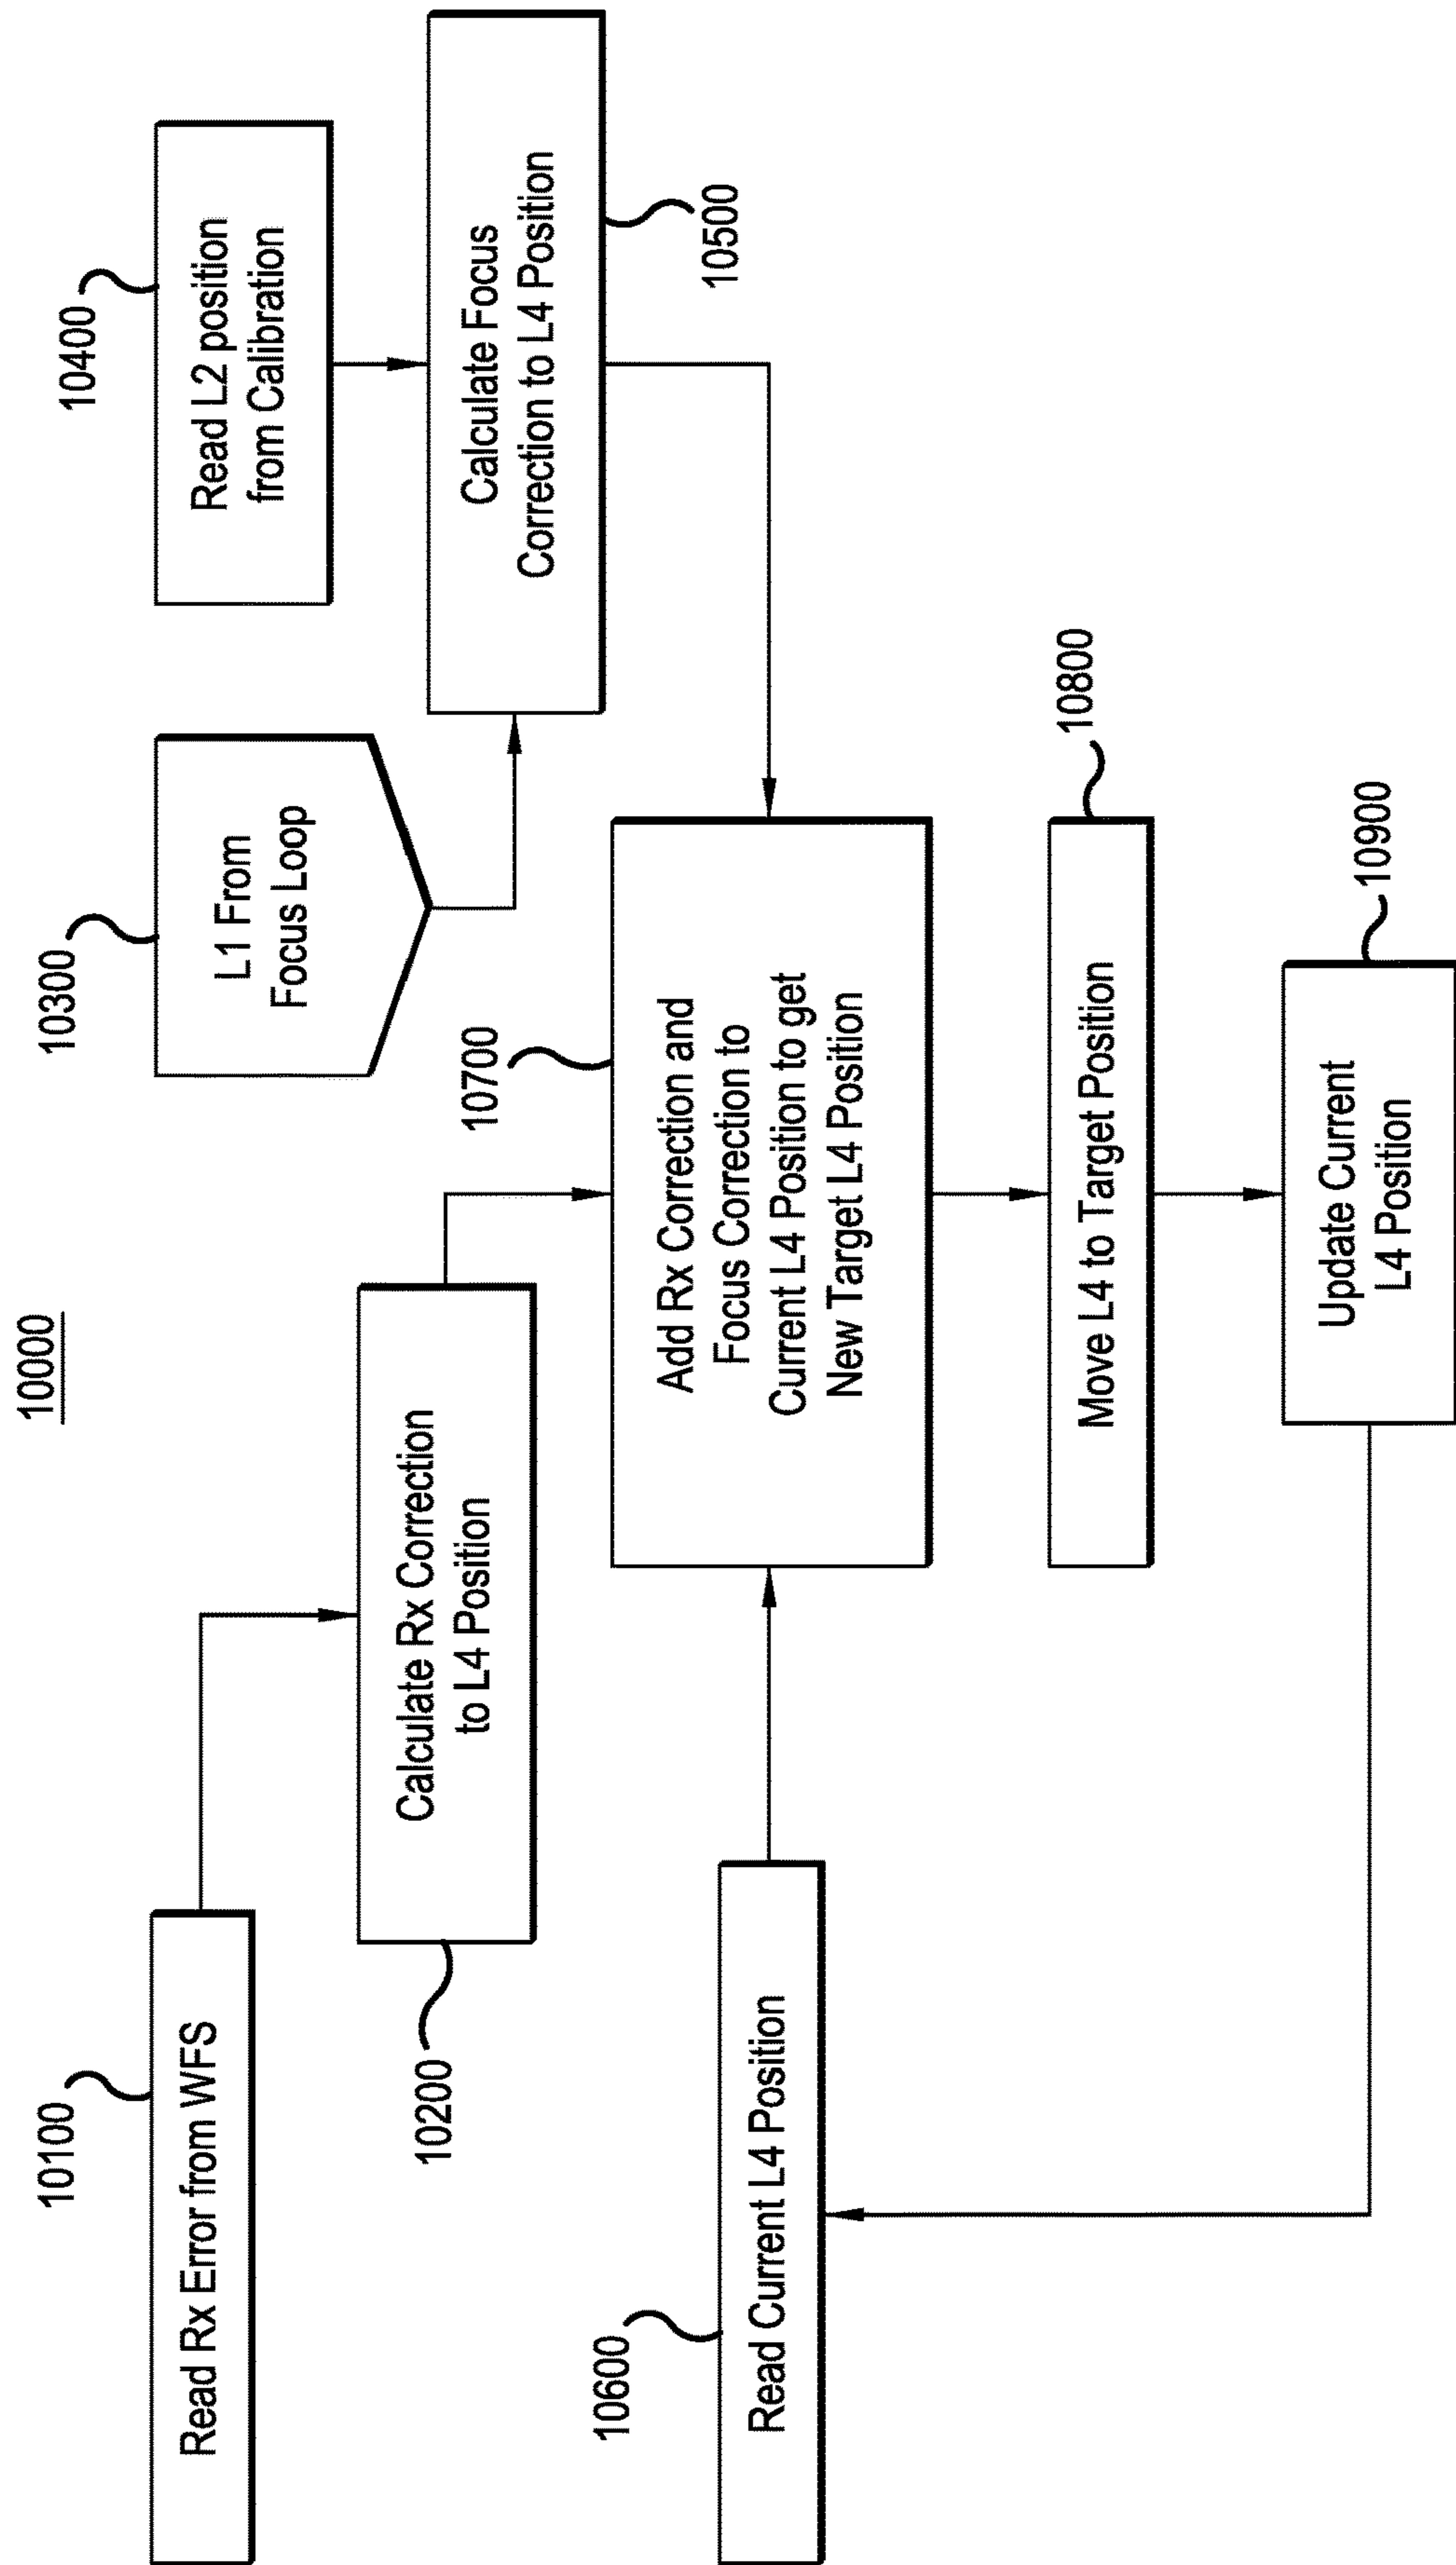 10000
10100
Read Rx Error from WFS
10200
Calculate Rx Correction
to L4 Position
10300
L1 From
Focus Loop
10400
Read L2 position
from Calibration
10500
Calculate Focus
Correction to L4 Position
10600
Read Current L4 Position
10700
Add Rx Correction and
Focus Correction to
Current L4 Position to get
New Target L4 Position
10800
Move L4 to Target Position
10900
Update Current
L4 Position